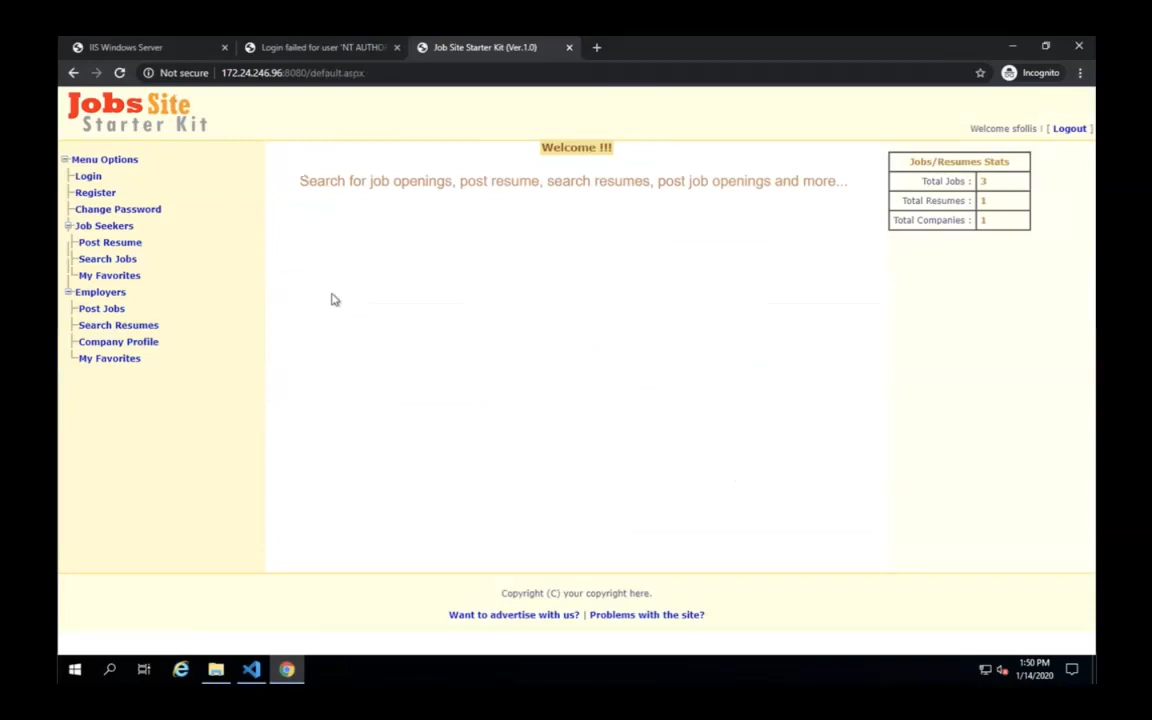 IIS Windows Server
Login failed for user 'NT AUTHO
Job Site Starter Kit (Ver.1.0)
Not secure
172.24.246.96:8080/default.aspx
Incognito
Jobs Site
Starter Kit
Welcome sfollis | [ Logout ]
Menu Options
Login
Register
Change Password
Job Seekers
Post Resume
Search Jobs
My Favorites
Employers
Post Jobs
Search Resumes
Company Profile
My Favorites
Welcome !!!
Search for job openings, post resume, search resumes, post job openings and more...
Jobs/Resumes Stats
Total Jobs : 3
Total Resumes : 1
Total Companies : 1
Copyright (C) your copyright here.
Want to advertise with us? | Problems with the site?
1:50 PM
1/14/2020